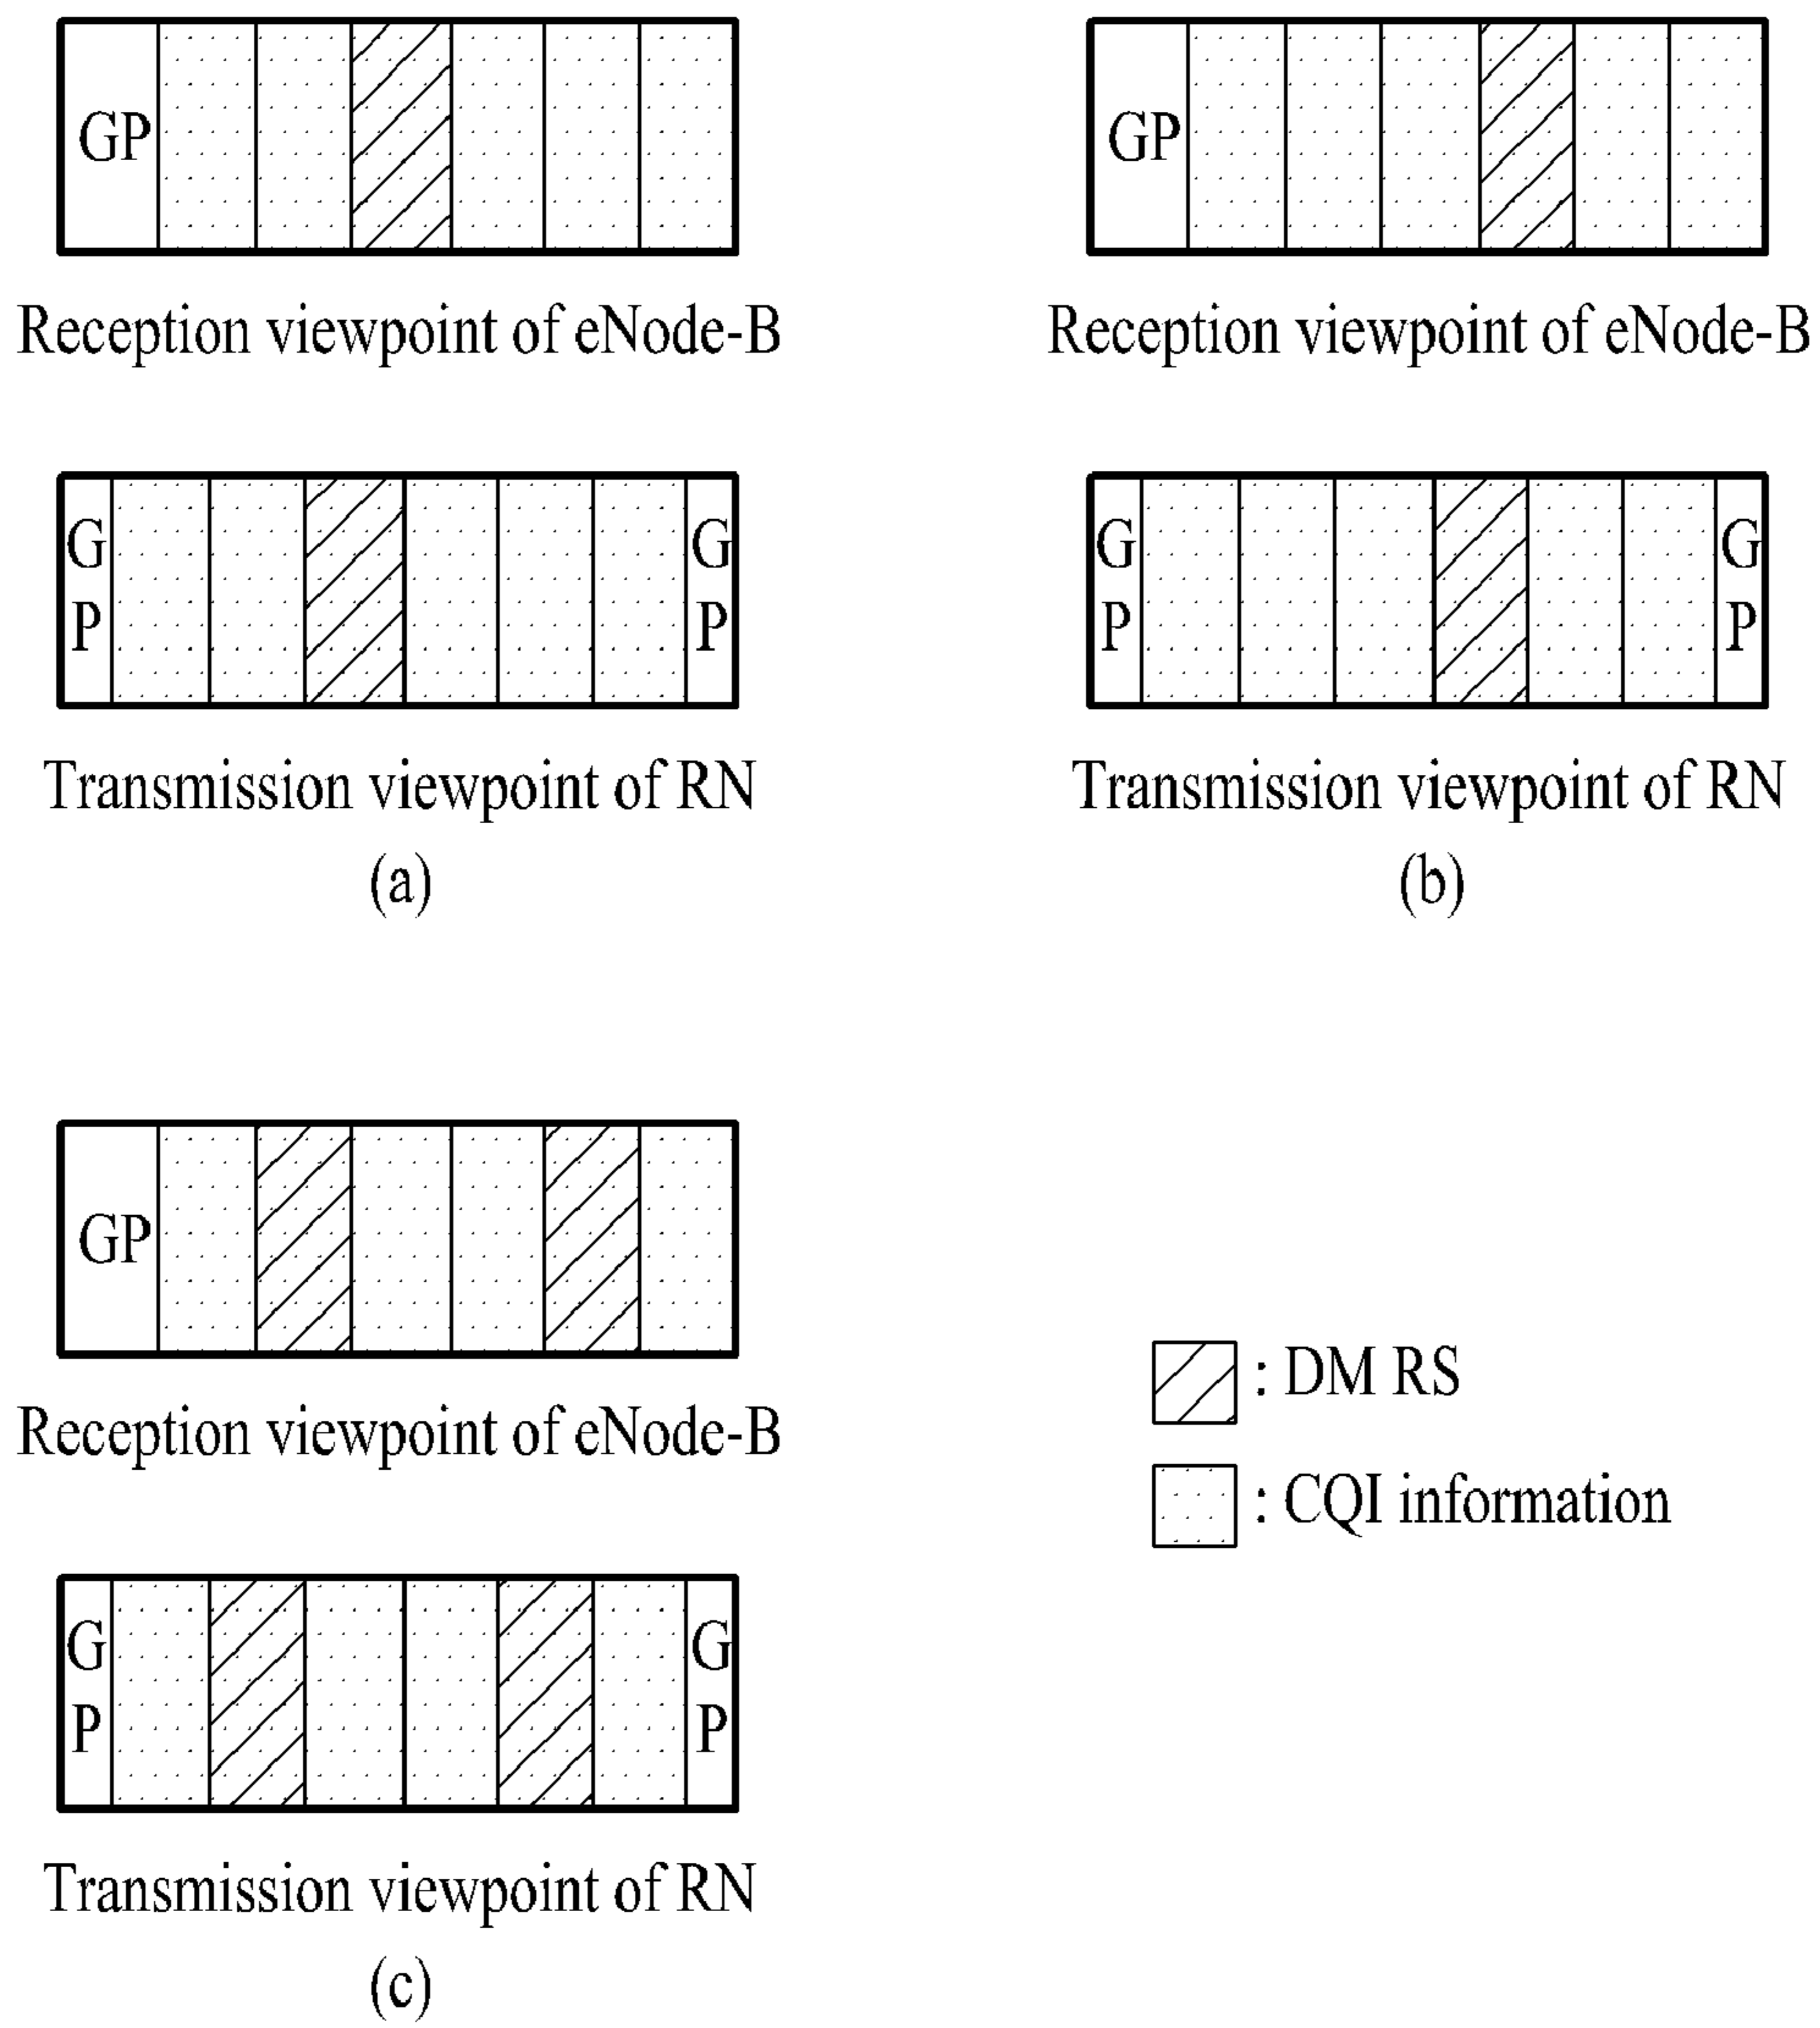 GP
GP
Reception viewpoint of eNode-B
Reception viewpoint of eNode-B
G
P
G
P
G
P
G
P
Transmission viewpoint of RN
Transmission viewpoint of RN
(a)
(b)
GP
Reception viewpoint of eNode-B
G
P
G
P
Transmission viewpoint of RN
(c)
: DM RS
: CQI information